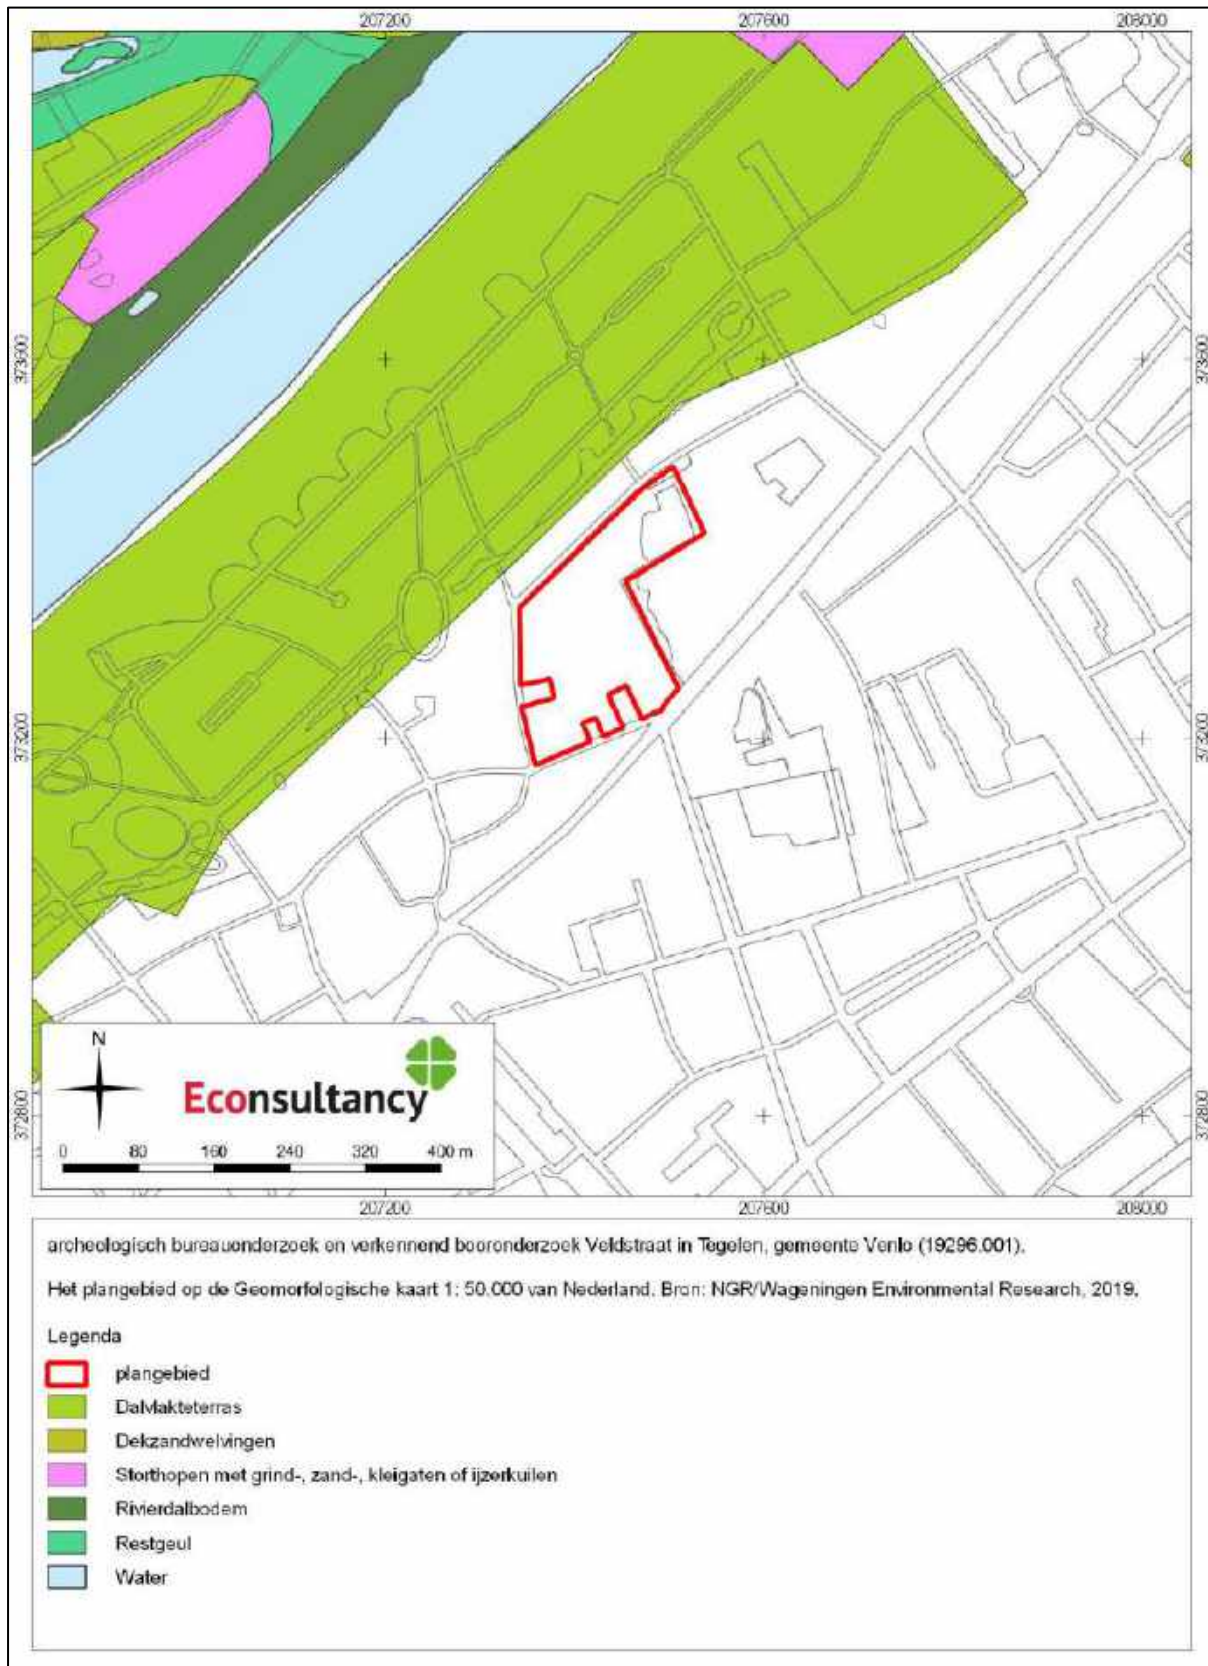 207200 207600 208000
373600 373600
373200 373200
N
Econsultancy
372800 372800
0 80 160 240 320 400 m
207200 207600 208000
archeologisch bureauonderzoek en verkennend booronderzoek Veldstraat in Tegelen, gemeente Venlo (19296.001).
Het plangebied op de Geomorfologische kaart 1: 50.000 van Nederland. Bron: NGR/Wageningen Environmental Research, 2019.
Legenda
plangebied
Dalvlakteterras
Dekzandwelvingen
Storthopen met grind-, zand-, kleigaten of ijzerkuilen
Rivierdalbodem
Restgeul
Water